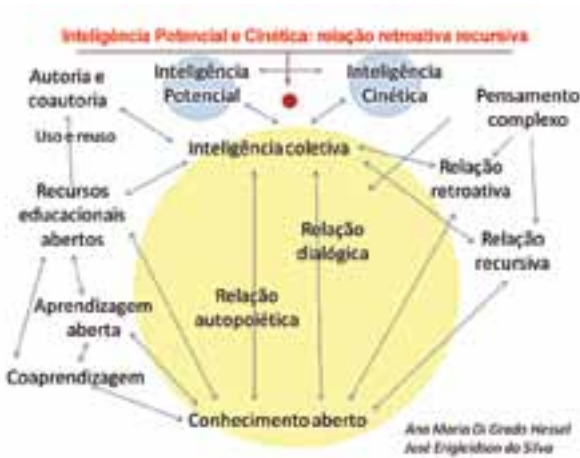 Inteligência Potencial e Cinética: relação retroativa recursiva
Autoria e
coautoria
Inteligência
Potencial
Inteligência
Cinética
Pensamento
complexo
Uso e reuso
Inteligência coletiva
Relação
retroativa
Recursos
educacionais
abertos
Relação
dialógica
Relação
recursiva
Relação
autopoiética
Aprendizagem
aberta
Coaprendizagem
Conhecimento aberto
Ana Maria Di Grado Hessel
José Erigleidson da Silva